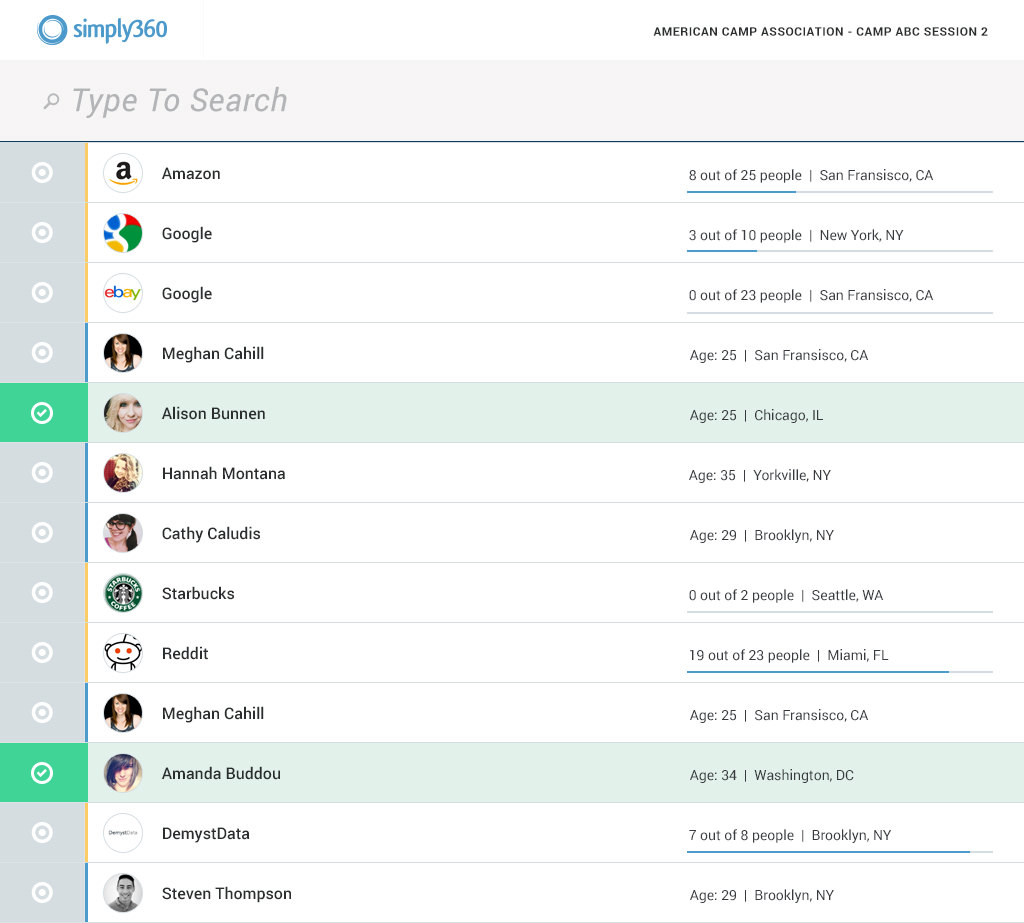 simply360
AMERICAN CAMP ASSOCIATION - CAMP ABC SESSION 2
Type To Search
a
Amazon
8 out of 25 people | San Fransisco, CA
Google
3 out of 10 people | New York, NY
ebay
Google
0 out of 23 people | San Fransisco, CA
Meghan Cahill
Age: 25 | San Fransisco, CA
Alison Bunnen
Age: 25 | Chicago, IL
Hannah Montana
Age: 35 | Yorkville, NY
Cathy Caludis
Age: 29 | Brooklyn, NY
STARBUCKS COFFEE
Starbucks
0 out of 2 people | Seattle, WA
Reddit
19 out of 23 people | Miami, FL
Meghan Cahill
Age: 25 | San Fransisco, CA
Amanda Buddou
Age: 34 | Washington, DC
DemystData
DemystData
7 out of 8 people | Brooklyn, NY
Steven Thompson
Age: 29 | Brooklyn, NY